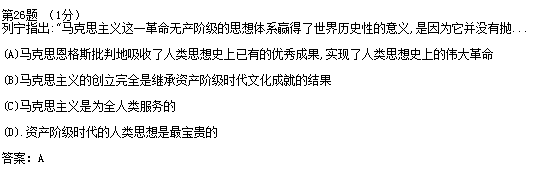 第26题 (1分)
列宁指出:"马克思主义这一革命无产阶级的思想体系赢得了世界历史性的意义,是因为它并没有抛...
(A)马克思恩格斯批判地吸收了人类思想史上已有的优秀成果,实现了人类思想史上的伟大革命
(B)马克思主义的创立完全是继承资产阶级时代文化成就的结果
(C)马克思主义是为全人类服务的
(D).资产阶级时代的人类思想是最宝贵的
答案: A